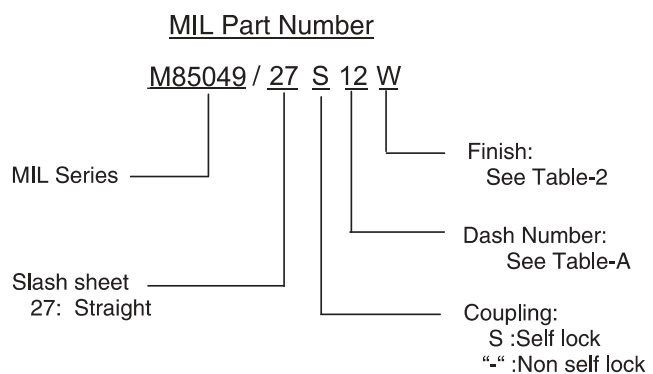 MIL Part Number
M85049 / 27 S 12 W
Finish:
See Table-2
MIL Series
Dash Number:
See Table-A
Slash sheet
27: Straight
Coupling:
S :Self lock
“-“ :Non self lock